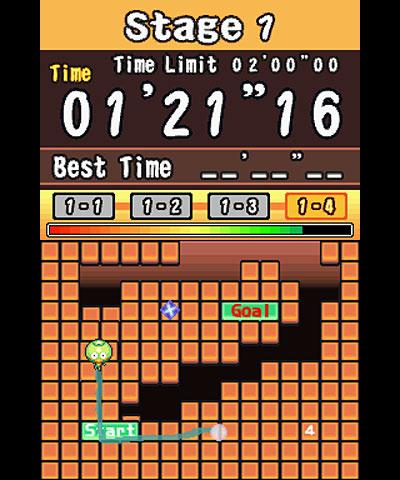 Stage 1
Time Limit 02'00"00
Time
01'21"16
Best Time __'__"__
1-1 1-2 1-3 1-4
Goal
Start
4